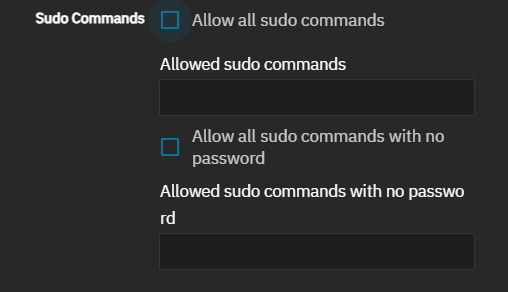 Sudo Commands
Allow all sudo commands
Allowed sudo commands
Allow all sudo commands with no
password
Allowed sudo commands with no passwo
rd